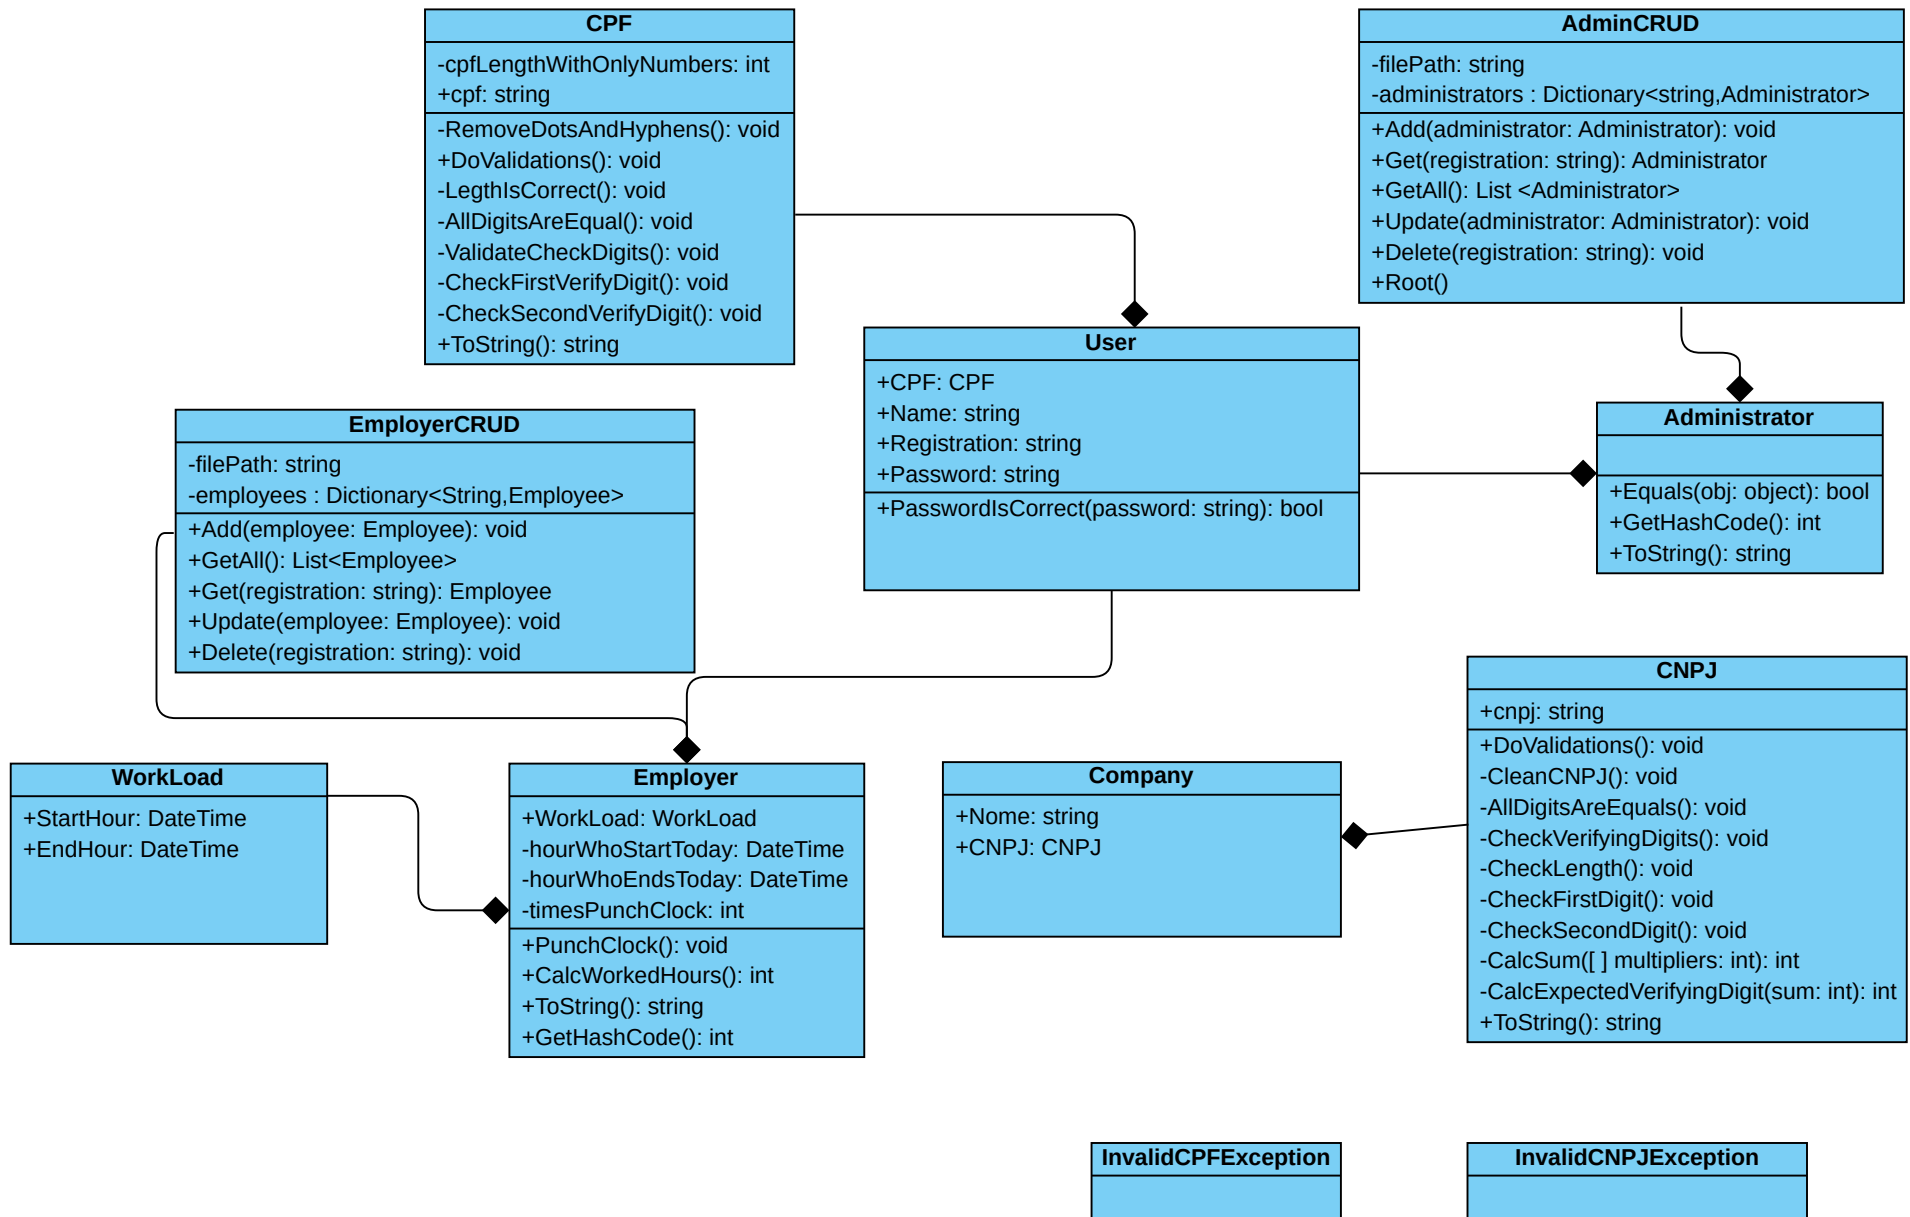 CPF
-cpfLengthWithOnlyNumbers: int
+cpf: string
-RemoveDotsAndHyphens(): void
+DoValidations(): void
-LegthIsCorrect(): void
-AllDigitsAreEqual(): void
-ValidateCheckDigits(): void
-CheckFirstVerifyDigit(): void
-CheckSecondVerifyDigit(): void
+ToString(): string
AdminCRUD
-filePath: string
-administrators : Dictionary<string,Administrator>
+Add(administrator: Administrator): void
+Get(registration: string): Administrator
+GetAll(): List <Administrator>
+Update(administrator: Administrator): void
+Delete(registration: string): void
+Root()
User
+CPF: CPF
+Name: string
+Registration: string
+Password: string
+PasswordIsCorrect(password: string): bool
Administrator
+Equals(obj: object): bool
+GetHashCode(): int
+ToString(): string
EmployerCRUD
-filePath: string
-employees : Dictionary<String,Employee>
+Add(employee: Employee): void
+GetAll(): List<Employee>
+Get(registration: string): Employee
+Update(employee: Employee): void
+Delete(registration: string): void
WorkLoad
+StartHour: DateTime
+EndHour: DateTime
Employer
+WorkLoad: WorkLoad
-hourWhoStartToday: DateTime
-hourWhoEndsToday: DateTime
-timesPunchClock: int
+PunchClock(): void
+CalcWorkedHours(): int
+ToString(): string
+GetHashCode(): int
Company
+Nome: string
+CNPJ: CNPJ
CNPJ
+cnpj: string
+DoValidations(): void
-CleanCNPJ(): void
-AllDigitsAreEquals(): void
-CheckVerifyingDigits(): void
-CheckLength(): void
-CheckFirstDigit(): void
-CheckSecondDigit(): void
-CalcSum([ ] multipliers: int): int
-CalcExpectedVerifyingDigit(sum: int): int
+ToString(): string
InvalidCPFException
InvalidCNPJException